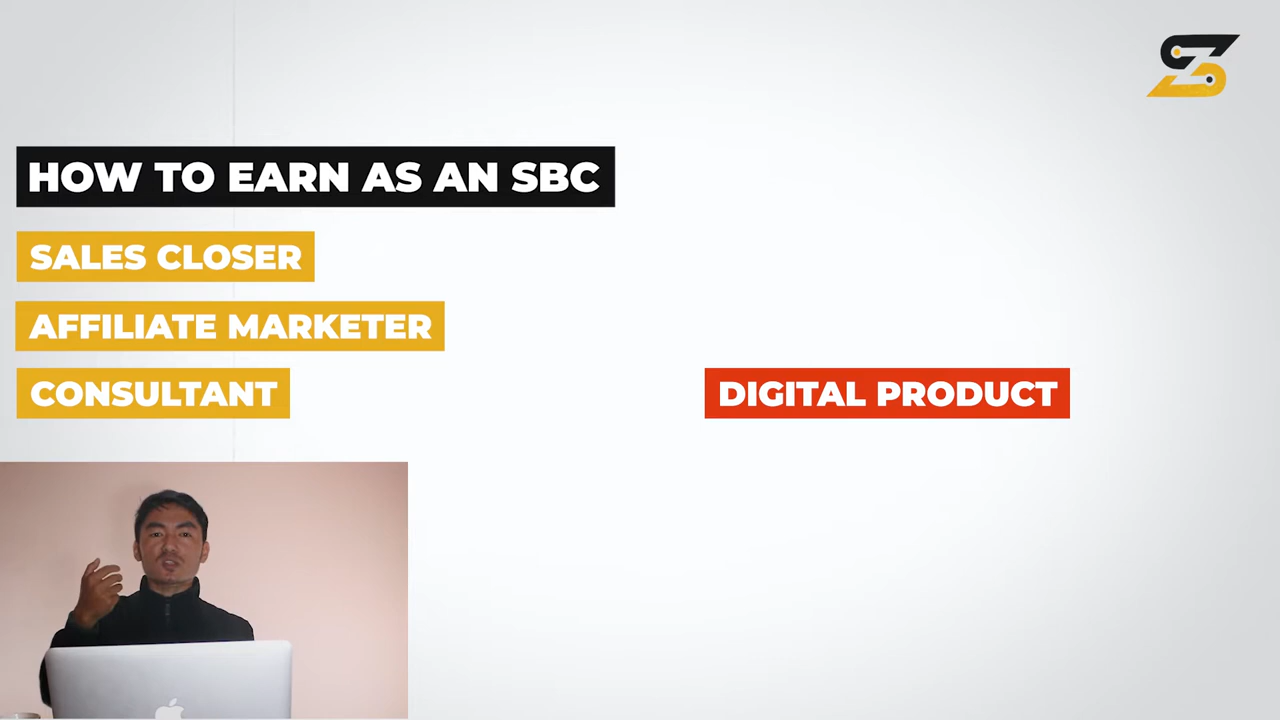 HOW TO EARN AS AN SBC
SALES CLOSER
AFFILIATE MARKETER
CONSULTANT
DIGITAL PRODUCT